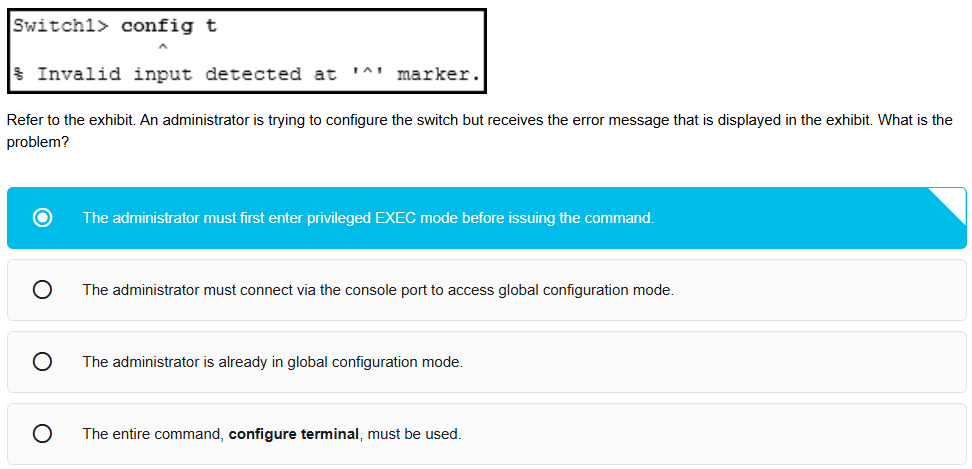 Switch1> config t
^
% Invalid input detected at '^' marker.
Refer to the exhibit. An administrator is trying to configure the switch but receives the error message that is displayed in the exhibit. What is the
problem?
The administrator must first enter privileged EXEC mode before issuing the command.
The administrator must connect via the console port to access global configuration mode.
The administrator is already in global configuration mode.
The entire command, configure terminal, must be used.